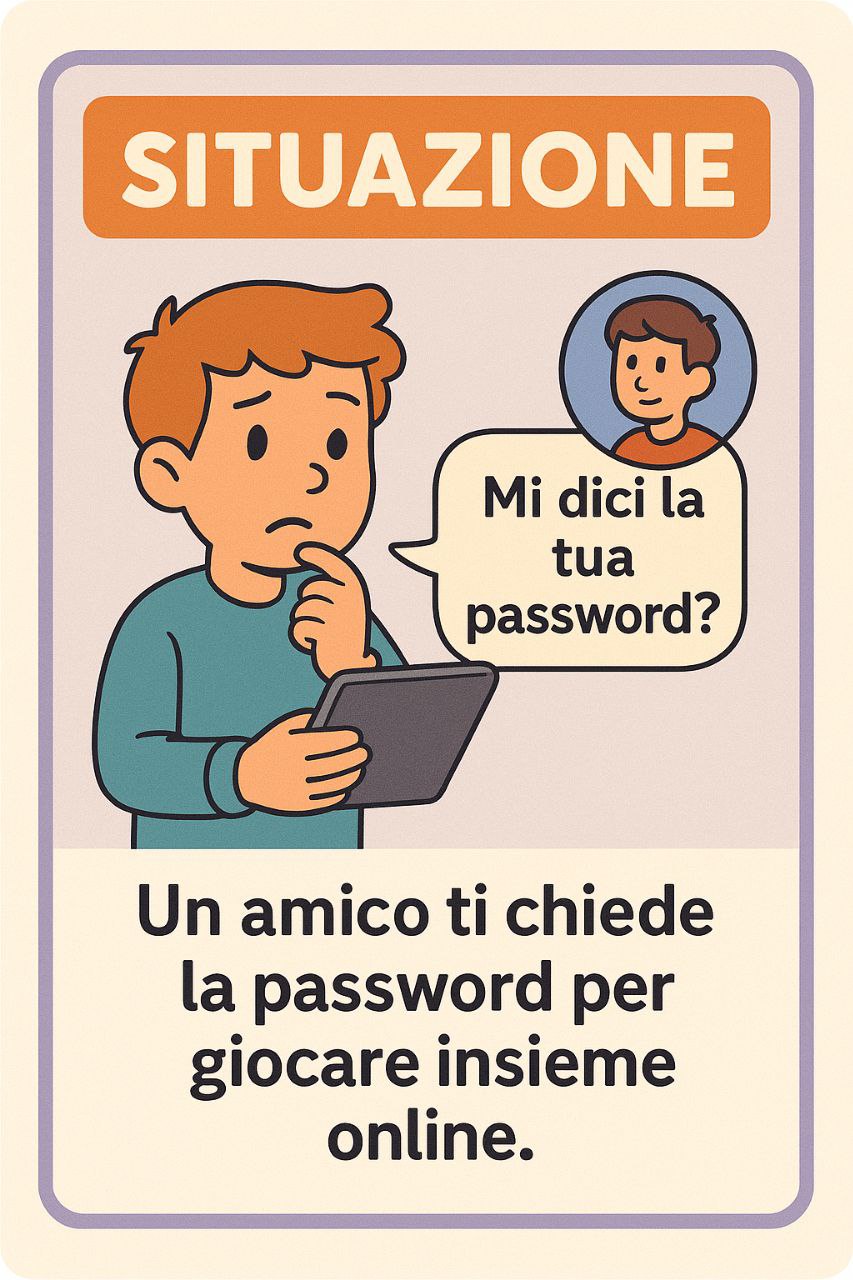 SITUAZIONE
Mi dici la
tua
password?
Un amico ti chiede
la password per
giocare insieme
online.